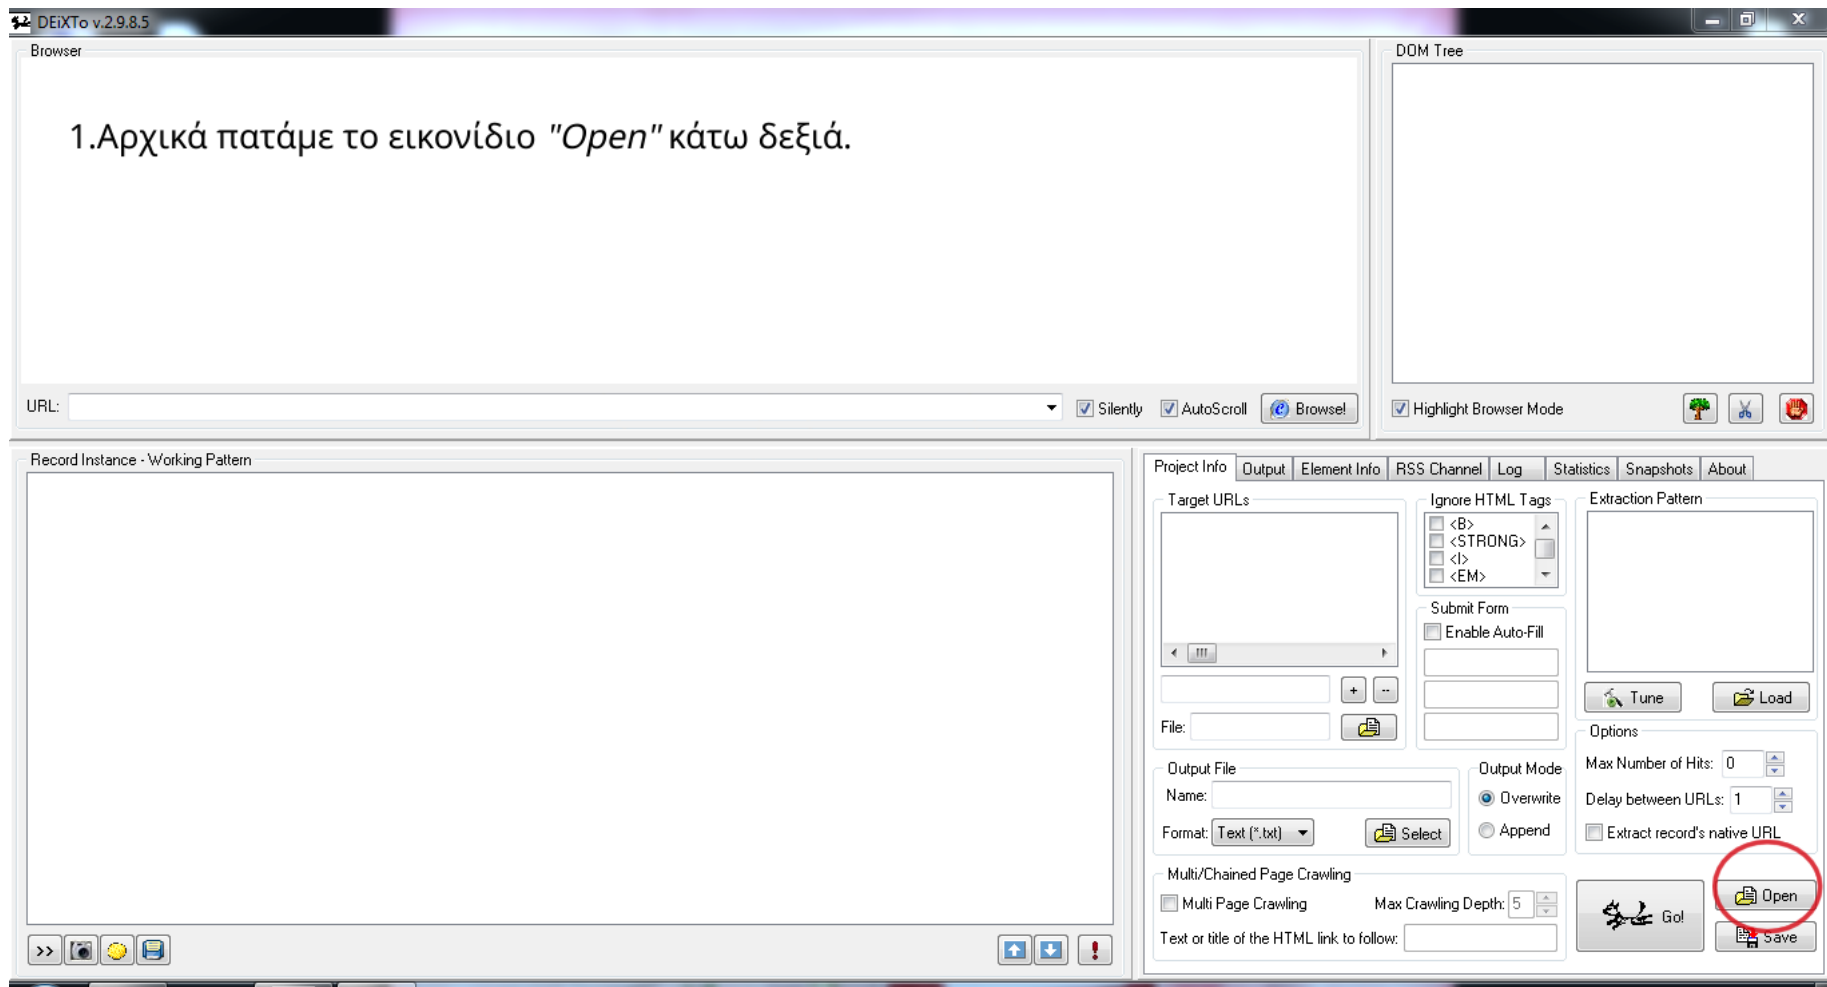 DEiXTo v.2.9.8.5
Browser
1.Αρχικά πατάμε το εικονίδιο "Open" κάτω δεξιά.
URL:
Silently
AutoScroll
Browse!
DOM Tree
Highlight Browser Mode
Record Instance - Working Pattern
>>
Project Info
Output
Element Info
RSS Channel
Log
Statistics
Snapshots
About
Target URLs
+
--
File:
Ignore HTML Tags
<B>
<STRONG>
<I>
<EM>
Submit Form
Enable Auto-Fill
Extraction Pattern
Tune
Load
Output File
Name:
Format: Text (*.txt)
Select
Output Mode
Overwrite
Append
Options
Max Number of Hits: 0
Delay between URLs: 1
Extract record's native URL
Multi/Chained Page Crawling
Multi Page Crawling
Max Crawling Depth: 5
Text or title of the HTML link to follow:
Go!
Open
Save